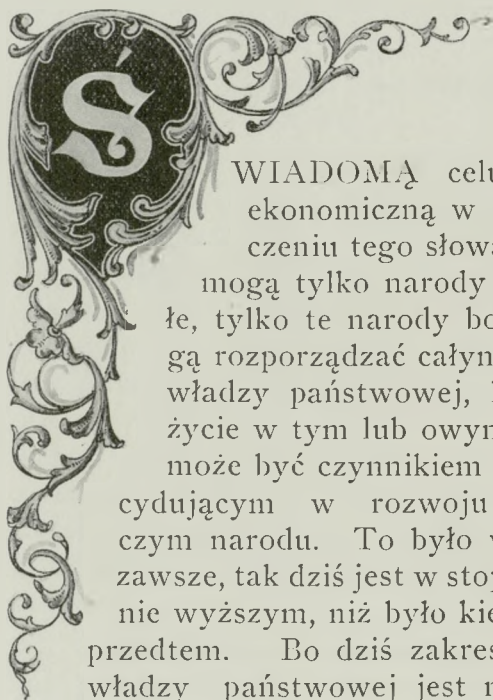 ŚWIADOMĄ celu
ekonomiczną w
czeniu tego słowa
mogą tylko narody
łe, tylko te narody bo
gą rozporządzać całym
władzy państwowej,
życie w tym lub owym
może być czynnikiem
cydującym w rozwoju
czym narodu. To było
zawsze, tak dziś jest w stop
nie wyższym, niż było kie
przedtem. Bo dziś zakres
władzy państwowej jest